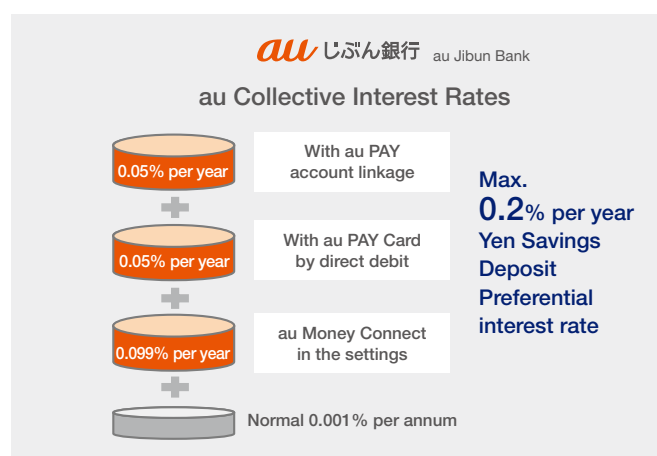 au じぶん銀行 au Jibun Bank
au Collective Interest Rates
0.05% per year
With au PAY
account linkage
0.05% per year
With au PAY Card
by direct debit
0.099% per year
au Money Connect
in the settings
Normal 0.001% per annum
Max.
0.2% per year
Yen Savings
Deposit
Preferential
interest rate